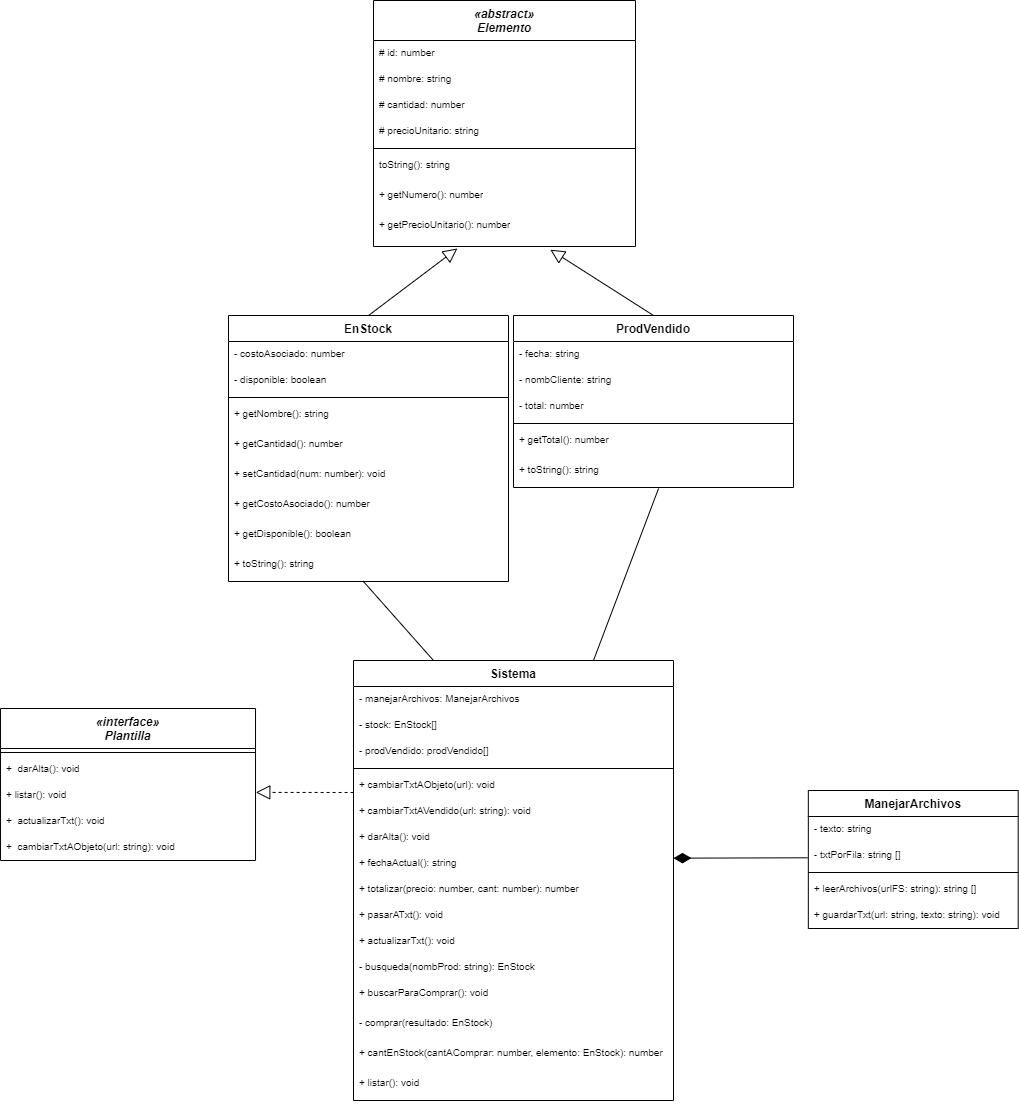 «abstract»
Elemento
# id: number
# nombre: string
# cantidad: number
# precioUnitario: string
toString(): string
+ getNumero(): number
+ getPrecioUnitario(): number
EnStock
- costoAsociado: number
- disponible: boolean
+ getNombre(): string
+ getCantidad(): number
+ setCantidad(num: number): void
+ getCostoAsociado(): number
+ getDisponible(): boolean
+ toString(): string
ProdVendido
- fecha: string
- nombCliente: string
- total: number
+ getTotal(): number
+ toString(): string
Sistema
- manejarArchivos: ManejarArchivos
- stock: EnStock[]
- prodVendido: prodVendido[]
+ cambiarTxtAObjeto(url): void
+ cambiarTxtAVendido(url: string): void
+ darAlta(): void
+ fechaActual(): string
+ totalizar(precio: number, cant: number): number
+ pasarATxt(): void
+ actualizarTxt(): void
- busqueda(nombProd: string): EnStock
+ buscarParaComprar(): void
- comprar(resultado: EnStock)
+ cantEnStock(cantAComprar: number, elemento: EnStock): number
+ listar(): void
«interface»
Plantilla
+ darAlta(): void
+ listar(): void
+ actualizarTxt(): void
+ cambiarTxtAObjeto(url: string): void
ManejarArchivos
- texto: string
- txtPorFila: string []
+ leerArchivos(urlFS: string): string []
+ guardarTxt(url: string, texto: string): void